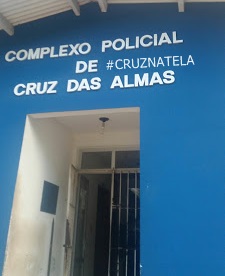 COMPLEXO POLICIAL
DE #CRUZNATELA
CRUZ DAS ALMAS